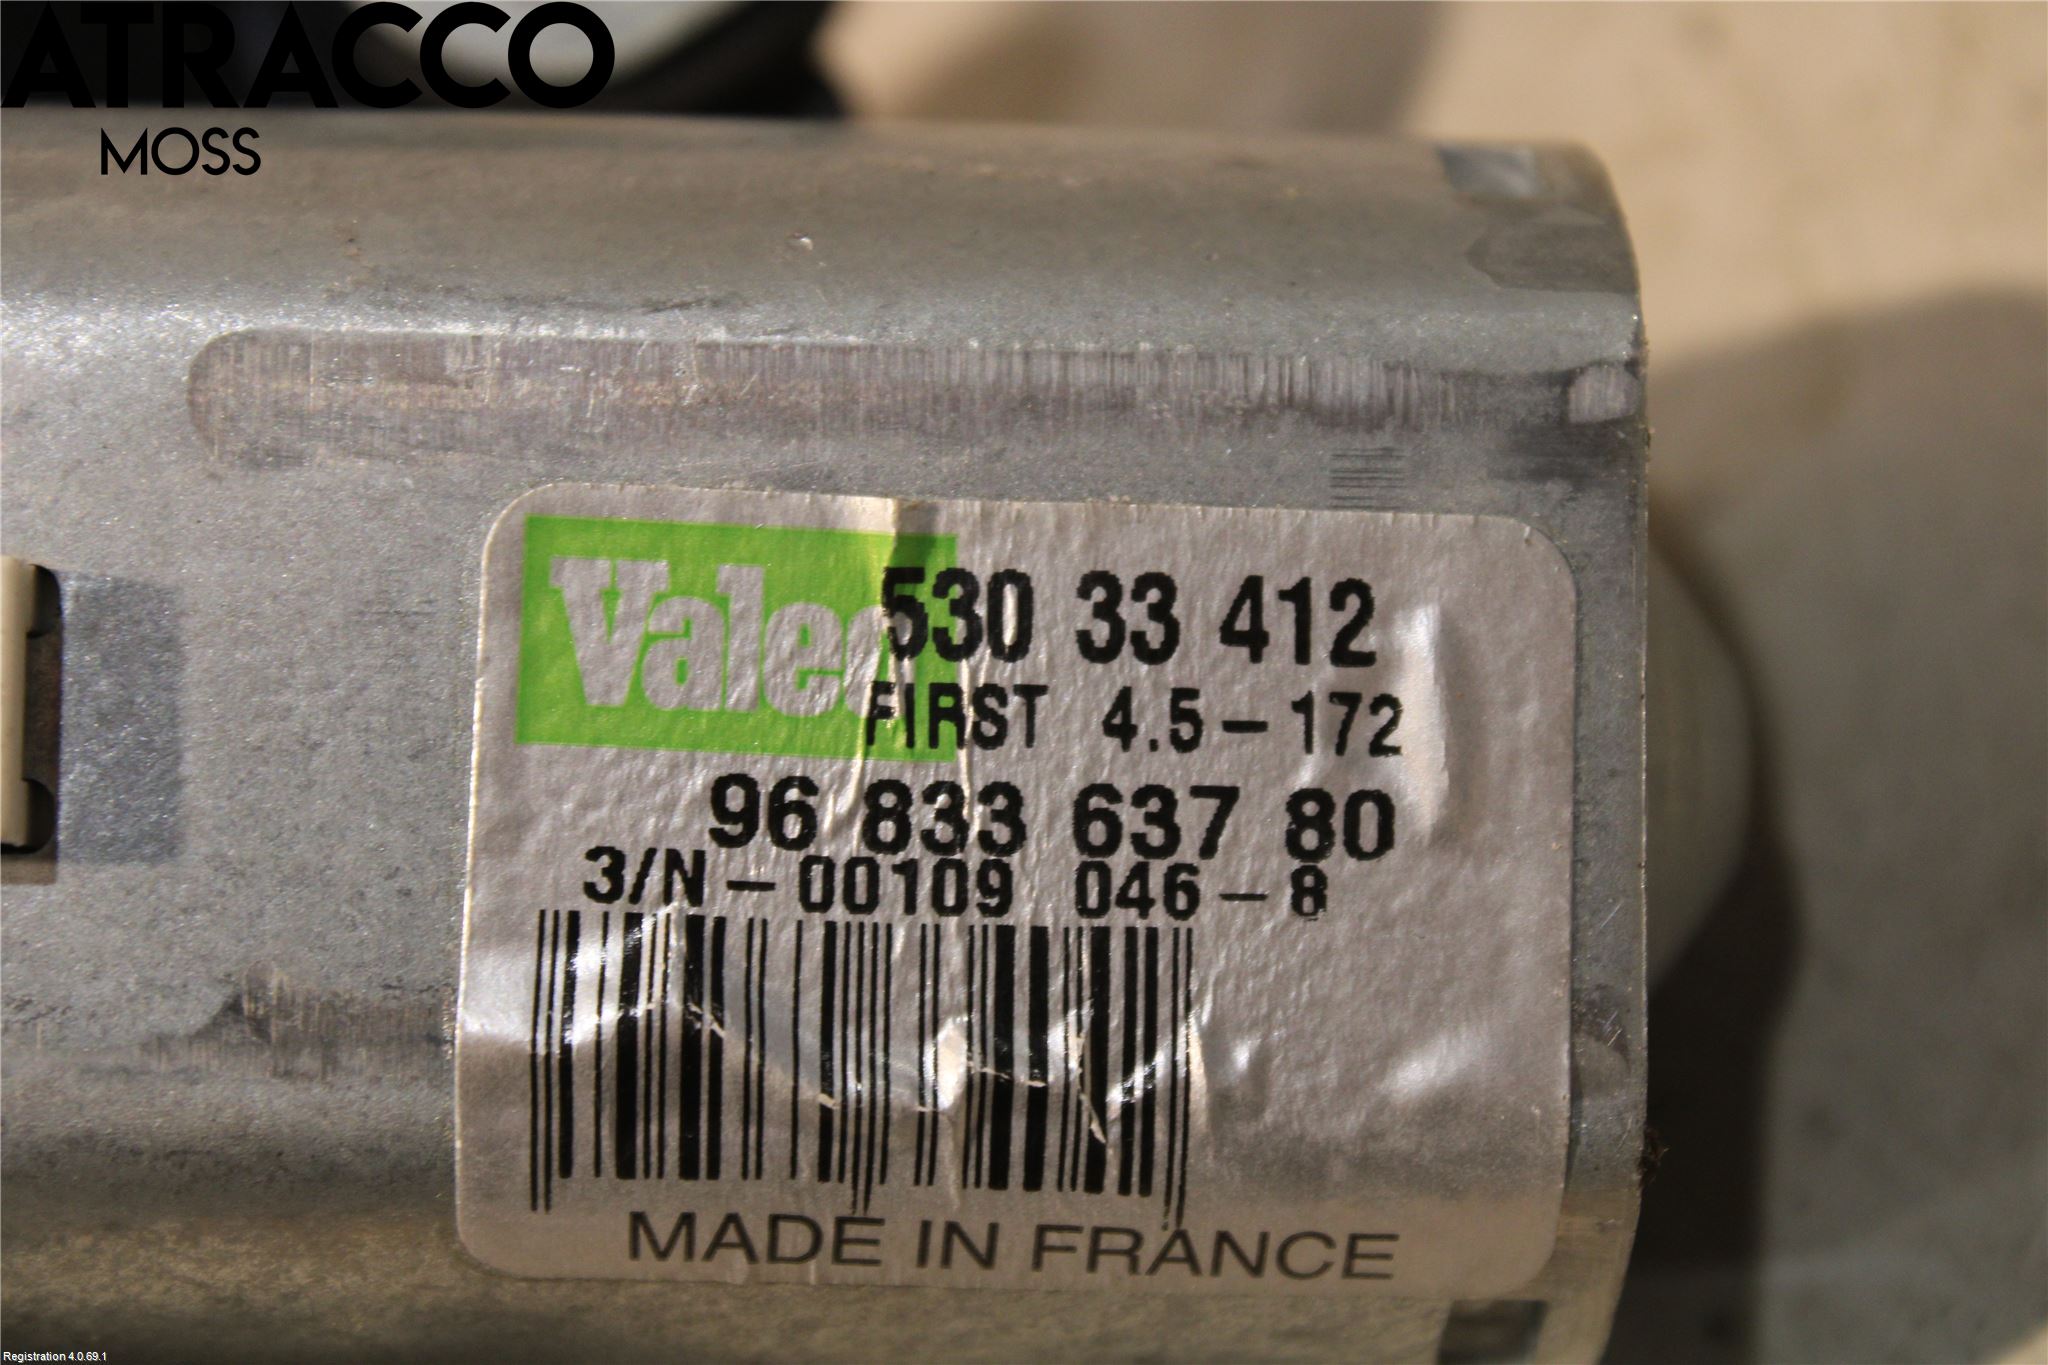 ATRACCO
MOSS
Valeo
530 33 412
FIRST 4.5-172
96 833 637 80
3/N-00109 046-8
MADE IN FRANCE
Registration 4.0.69.1